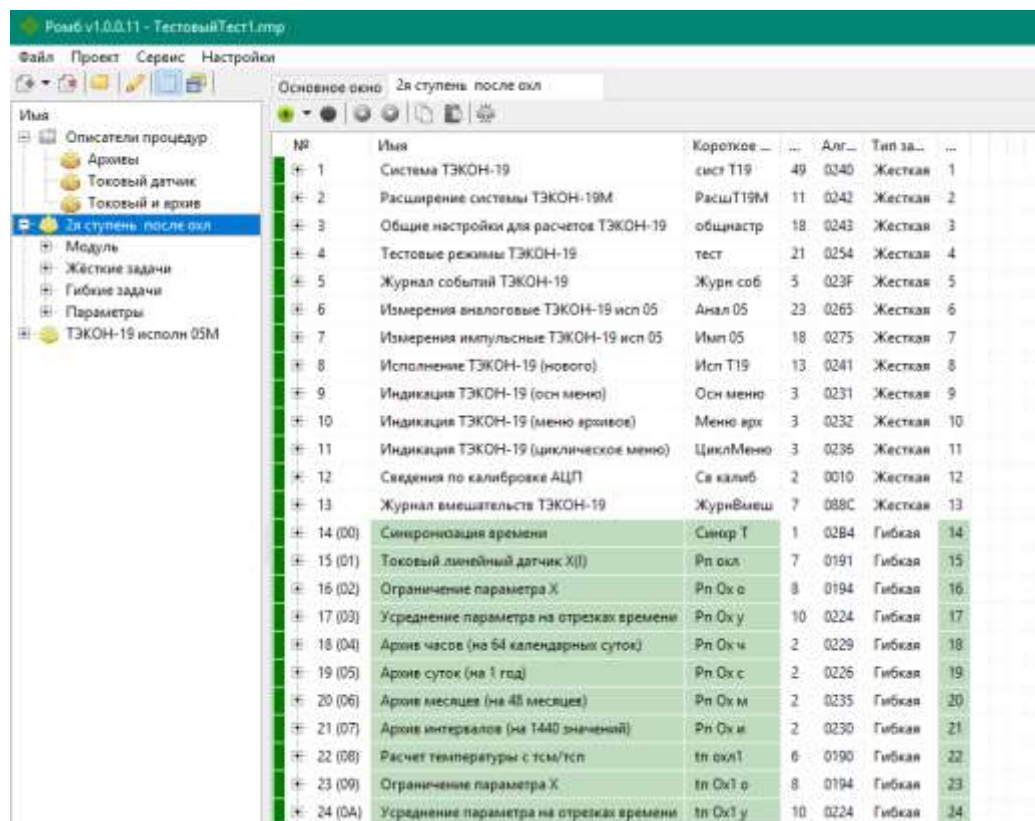 Ромб v1.0.0.11 - ТестовыйТест1.rmp
Файл Проект Сервис Настройки
Основное окно 2я ступень после охл
Имя
Описатели процедур
Архивы
Токовый датчик
Токовый и архив
2я ступень после охл
Модуль
Жёсткие задачи
Гибкие задачи
Параметры
ТЭКОН-19 исполн 05М
№ Имя Короткое ... ... Алг... Тип за... ...
1 Система ТЭКОН-19 сист Т19 49 0240 Жесткая 1
2 Расширение системы ТЭКОН-19М РасшТ19М 11 0242 Жесткая 2
3 Общие настройки для расчетов ТЭКОН-19 общнастр 18 0243 Жесткая 3
4 Тестовые режимы ТЭКОН-19 тест 21 0254 Жесткая 4
5 Журнал событий ТЭКОН-19 Журн соб 5 023F Жесткая 5
6 Измерения аналоговые ТЭКОН-19 исп 05 Анал 05 23 0265 Жесткая 6
7 Измерения импульсные ТЭКОН-19 исп 05 Имп 05 18 0275 Жесткая 7
8 Исполнение ТЭКОН-19 (нового) Исп Т19 13 0241 Жесткая 8
9 Индикация ТЭКОН-19 (осн меню) Осн меню 3 0231 Жесткая 9
10 Индикация ТЭКОН-19 (меню архивов) Меню арх 3 0232 Жесткая 10
11 Индикация ТЭКОН-19 (циклическое меню) ЦиклМеню 3 0236 Жесткая 11
12 Сведения по калибровке АЦП Св калиб 2 0010 Жесткая 12
13 Журнал вмешательств ТЭКОН-19 ЖурнВмеш 7 088C Жесткая 13
14 (00) Синхронизация времени Синхр Т 1 02B4 Гибкая 14
15 (01) Токовый линейный датчик X(I) Рп охл 7 0191 Гибкая 15
16 (02) Ограничение параметра X Рп Ох о 8 0194 Гибкая 16
17 (03) Усреднение параметра на отрезках времени Рп Ох у 10 0224 Гибкая 17
18 (04) Архив часов (на 64 календарных суток) Рп Ох ч 2 0229 Гибкая 18
19 (05) Архив суток (на 1 год) Рп Ох с 2 0226 Гибкая 19
20 (06) Архив месяцев (на 48 месяцев) Рп Ох м 2 0235 Гибкая 20
21 (07) Архив интервалов (на 1440 значений) Рп Ох и 2 0230 Гибкая 21
22 (08) Расчет температуры с тсм/тсп tп охл1 6 0190 Гибкая 22
23 (09) Ограничение параметра X tп Ох1 о 8 0194 Гибкая 23
24 (0A) Усреднение параметра на отрезках времени tп Ох1 у 10 0224 Гибкая 24